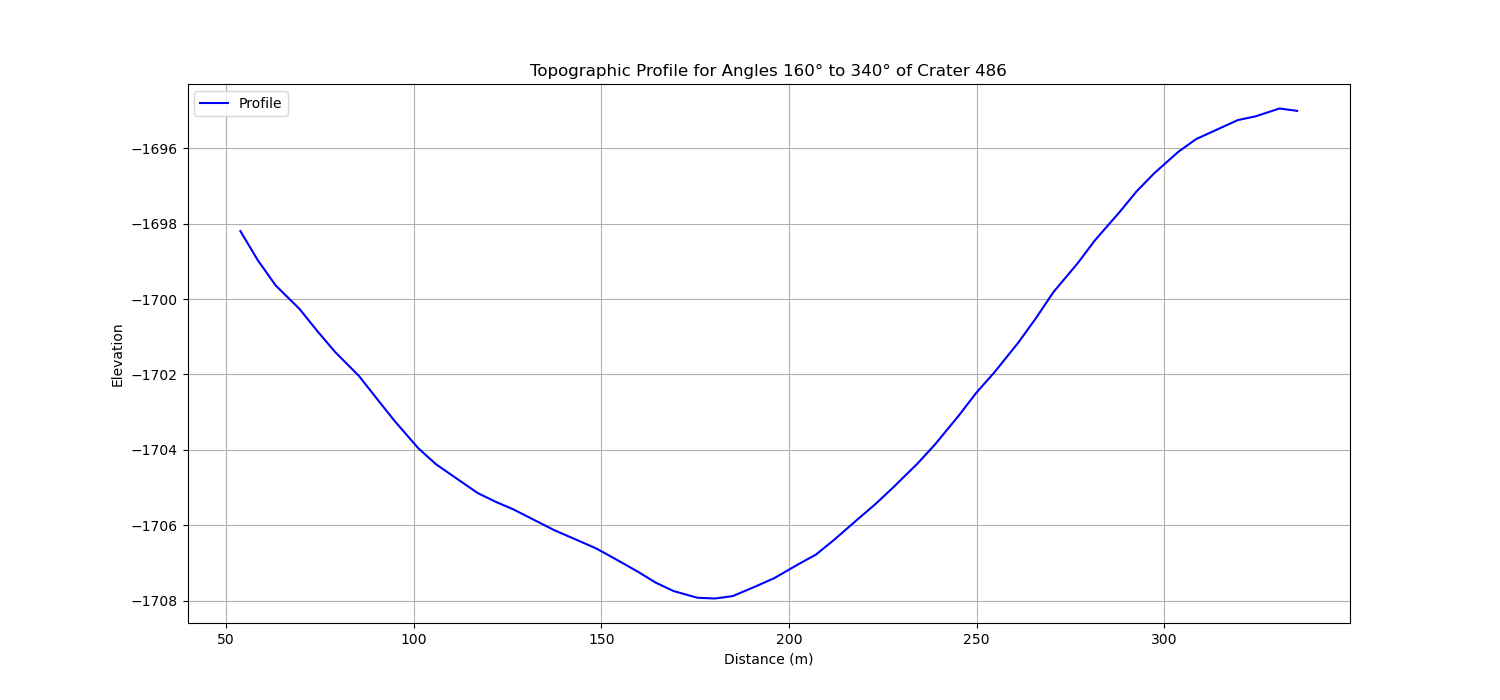 Topographic Profile for Angles 160° to 340° of Crater 486
Profile
−1696
−1698
−1700
−1702
−1704
−1706
−1708
Elevation
50 100 150 200 250 300
Distance (m)